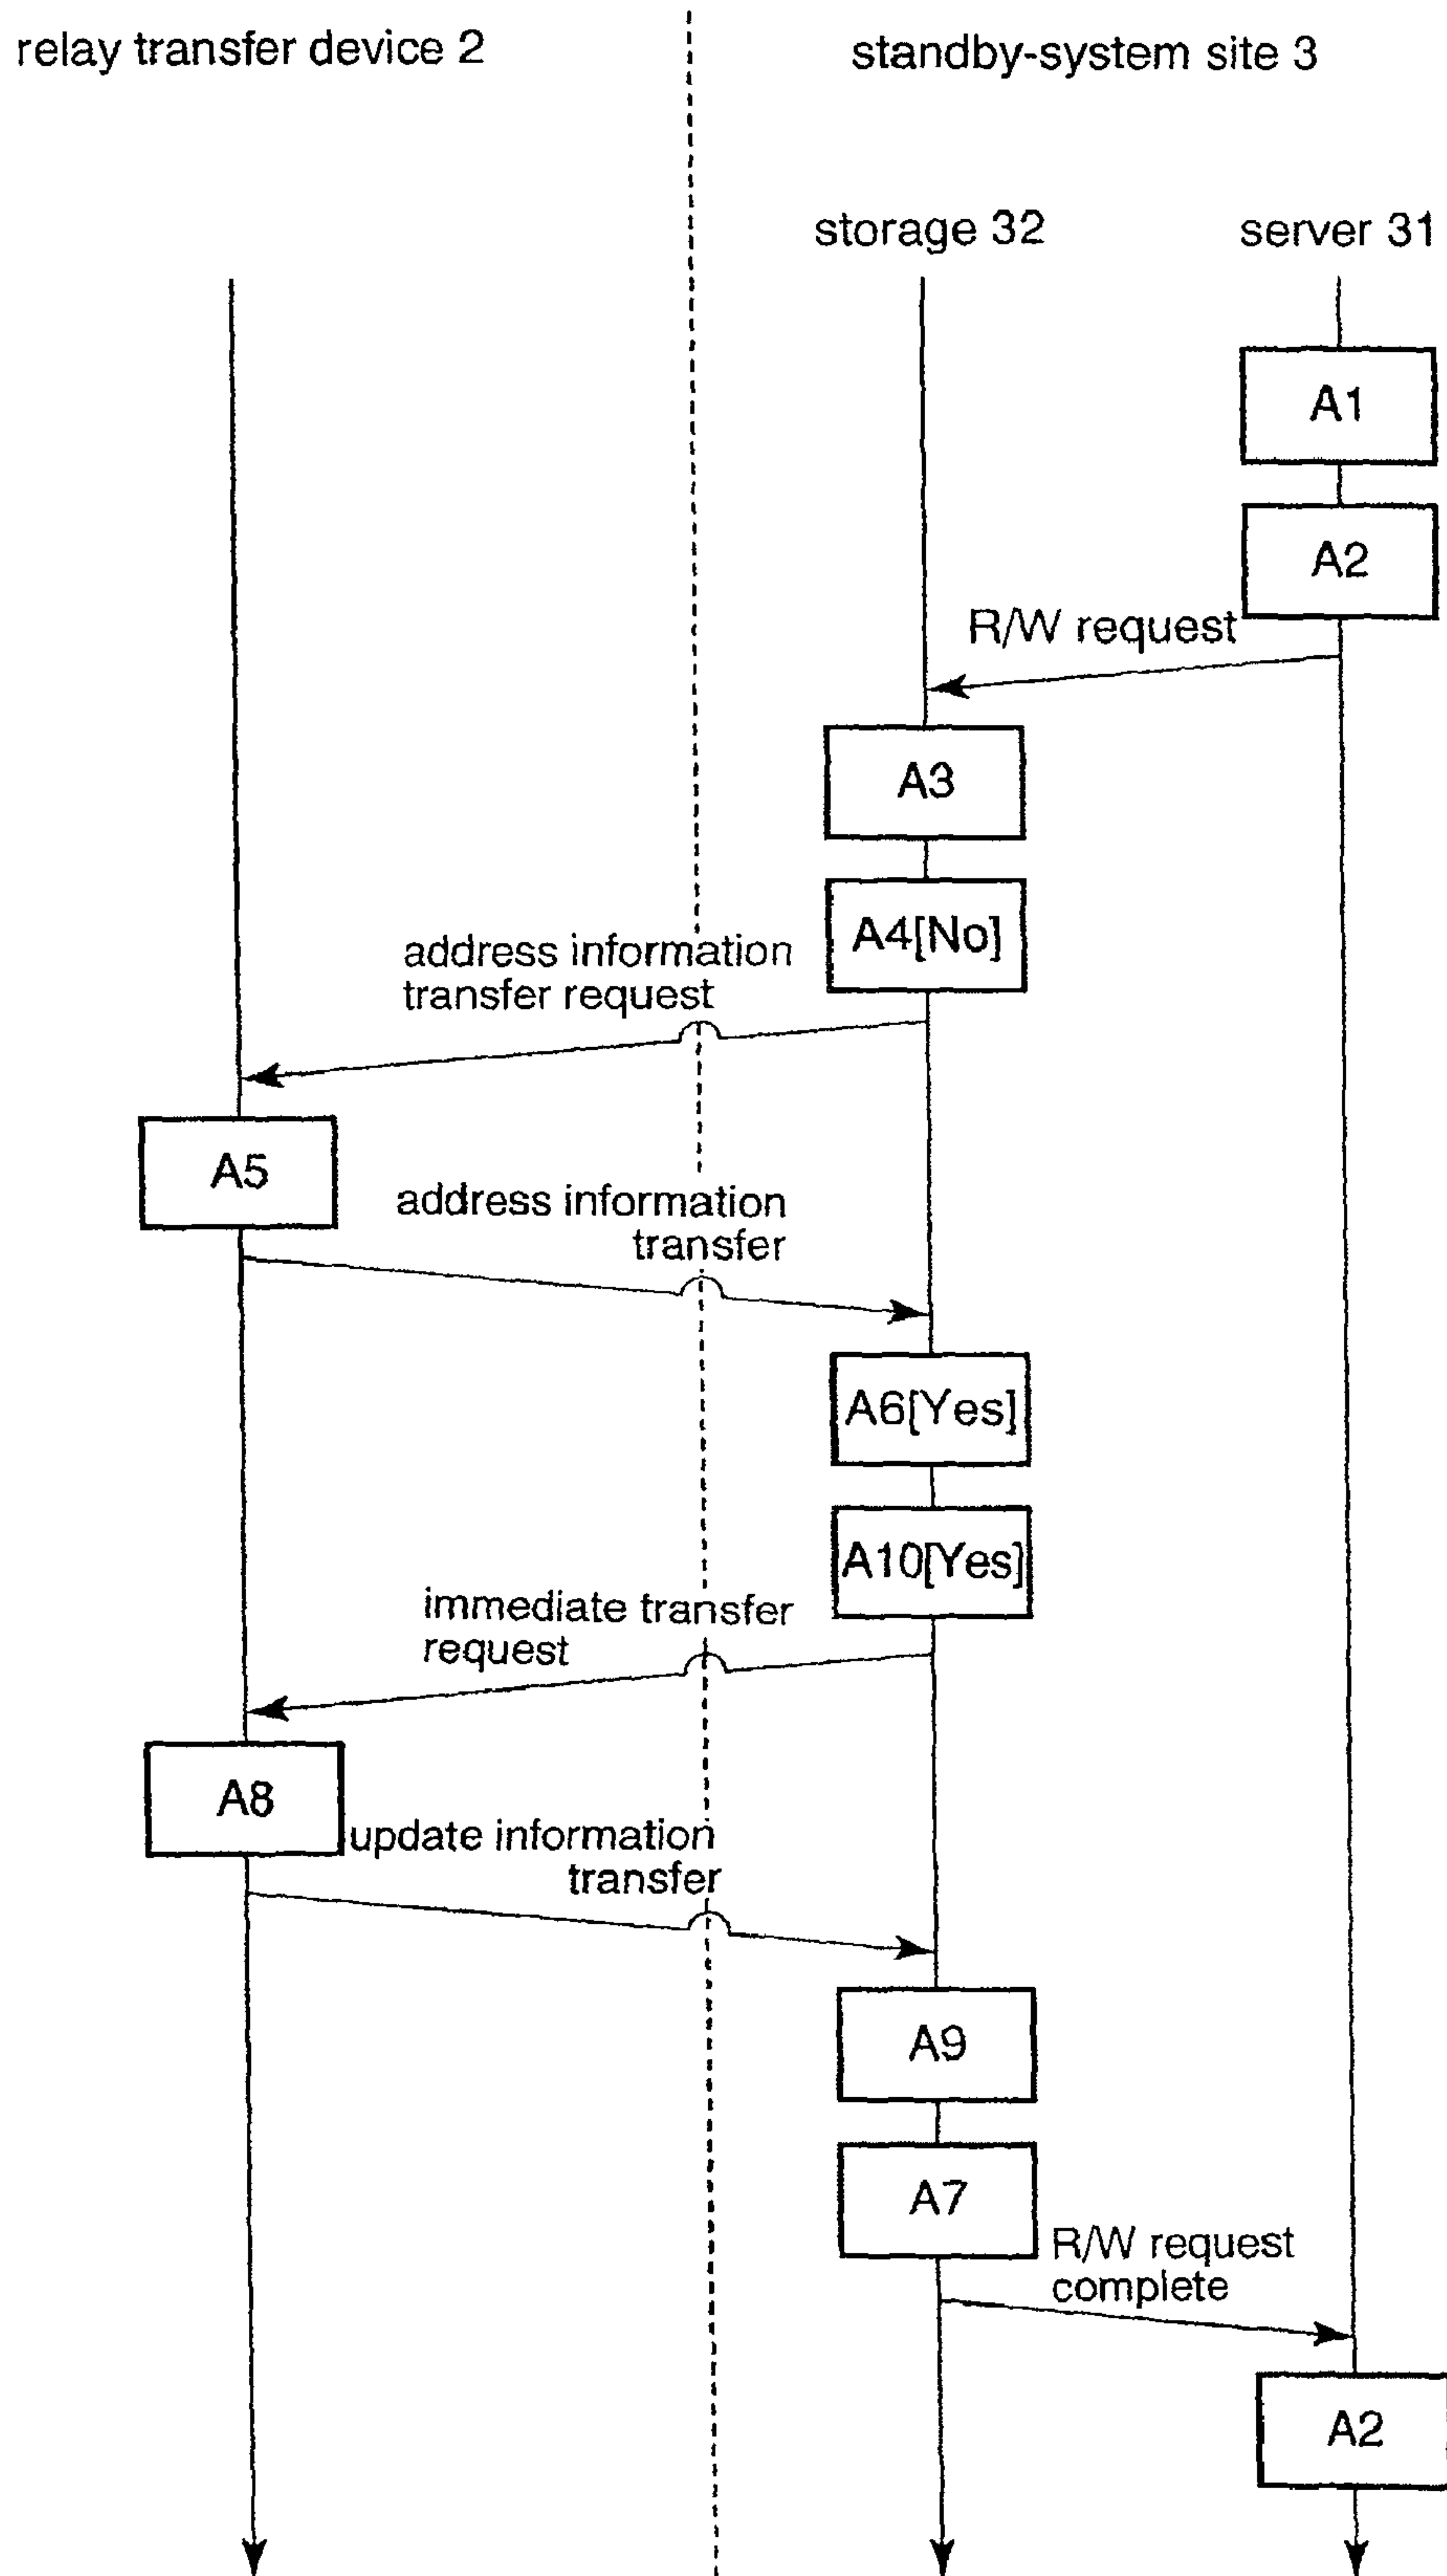 relay transfer device 2
standby-system site 3
storage 32
server 31
A1
A2
R/W request
A3
A4[No]
address information
transfer request
A5
address information
transfer
A6[Yes]
A10[Yes]
immediate transfer
request
A8
update information
transfer
A9
A7
R/W request
complete
A2